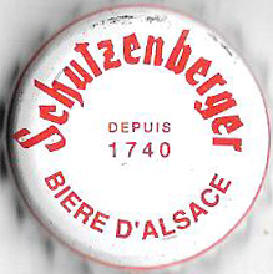 Schutzenberger
DEPUIS
1740
BIERE D'ALSACE